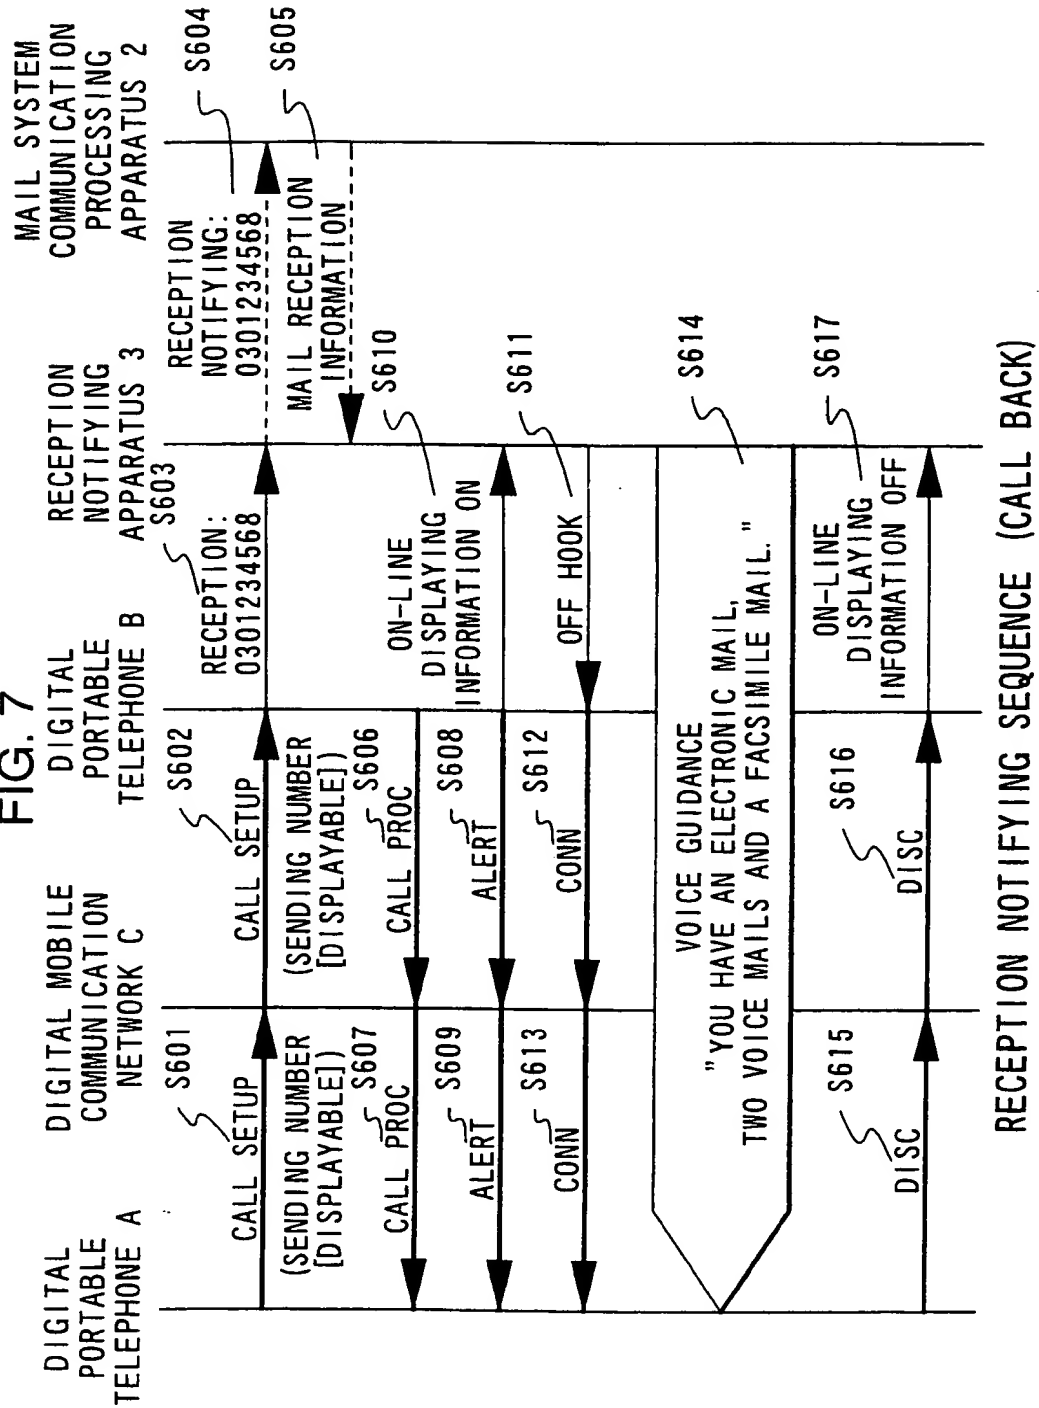 FIG. 7
DIGITAL
PORTABLE
TELEPHONE A
DIGITAL MOBILE
COMMUNICATION
NETWORK C
DIGITAL
PORTABLE
TELEPHONE B
RECEPTION
NOTIFYING
APPARATUS 3
MAIL SYSTEM
COMMUNICATION
PROCESSING
APPARATUS 2
S601
CALL SETUP
(SENDING NUMBER
[DISPLAYABLE])
S602
CALL SETUP
(SENDING NUMBER
[DISPLAYABLE])
S603
RECEPTION:
0301234568
S604
RECEPTION
NOTIFYING:
0301234568
S605
MAIL RECEPTION
INFORMATION
S606
CALL PROC
S607
CALL PROC
S608
ALERT
S609
ALERT
S610
ON-LINE
DISPLAYING
INFORMATION ON
S611
OFF HOOK
S612
CONN
S613
CONN
S614
VOICE GUIDANCE
"YOU HAVE AN ELECTRONIC MAIL,
TWO VOICE MAILS AND A FACSIMILE MAIL."
S615
DISC
S616
DISC
S617
ON-LINE
DISPLAYING
INFORMATION OFF
RECEPTION NOTIFYING SEQUENCE (CALL BACK)